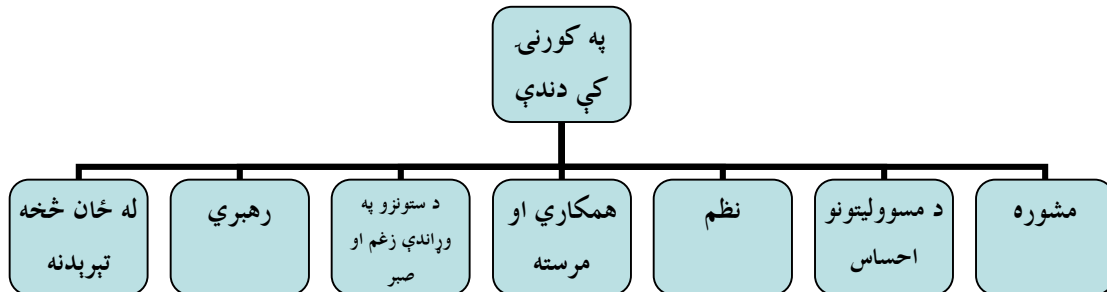 په کورنۍ
کې دندې
مشوره
د مسوولیتونو
احساس
نظم
همکاري او
مرسته
د ستونزو په
وړاندې زغم او
صبر
رهبري
له ځان څخه
تېرېدنه